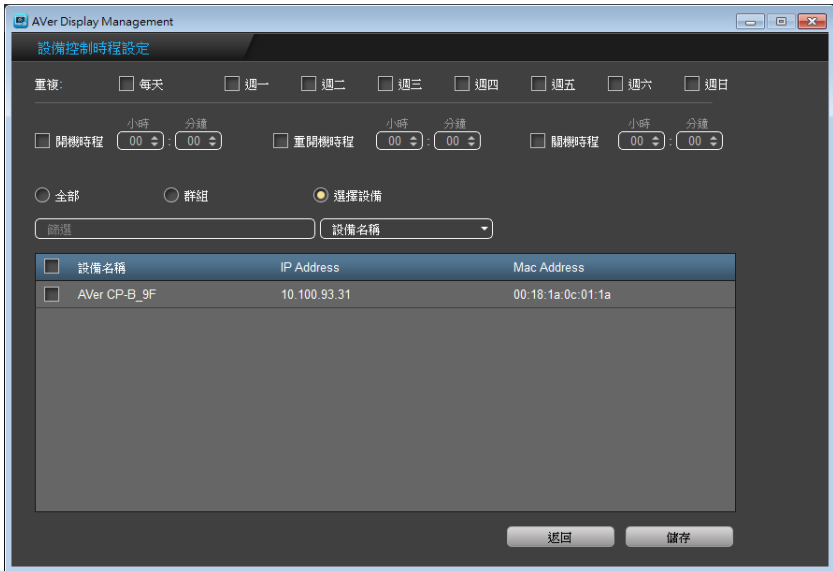 AVer Display Management
設備控制時程設定
重複: 每天 週一 週二 週三 週四 週五 週六 週日
小時 分鐘 小時 分鐘 小時 分鐘
開機時程 00 : 00 重開機時程 00 : 00 關機時程 00 : 00
全部 群組 選擇設備
篩選 設備名稱
設備名稱 IP Address Mac Address
AVer CP-B_9F 10.100.93.31 00:18:1a:0c:01:1a
返回 儲存